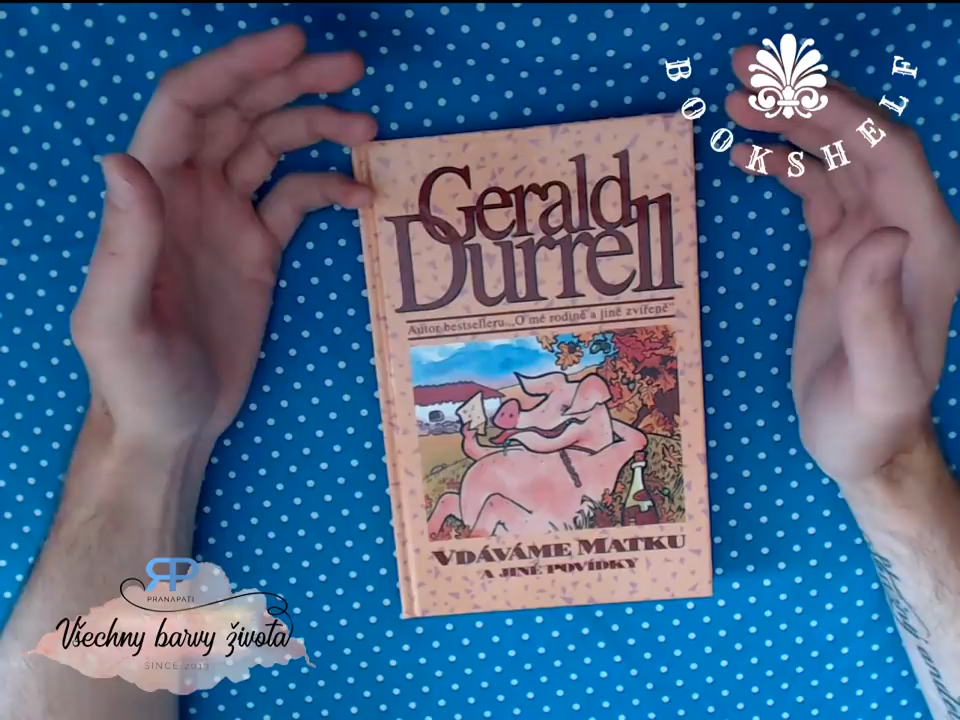 BOOKSHELF
Gerald
Durrell
Autor bestselleru „O mé rodině a jiné zvířeně"
VDÁVÁME MATKU
A JINÉ POVÍDKY
RP
PRANAPATI
Všechny barvy života
SINCE 2013